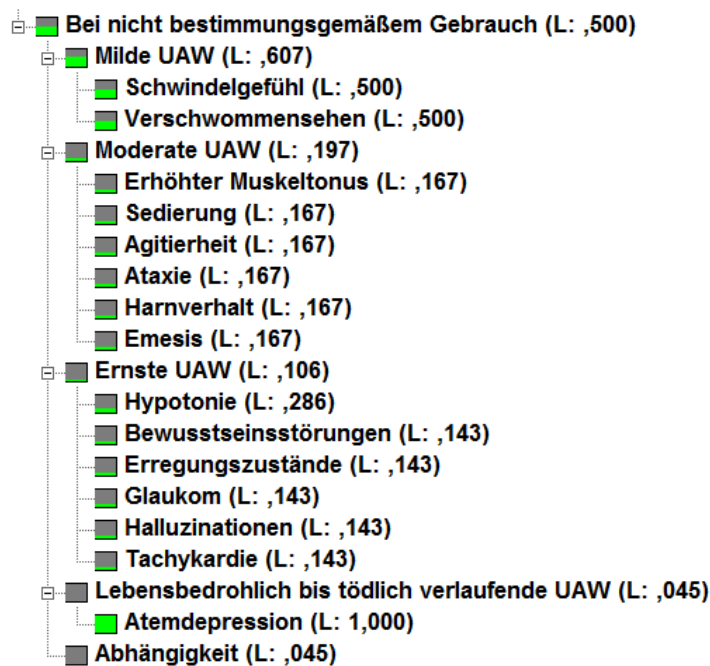 Bei nicht bestimmungsgemäßem Gebrauch (L: ,500)
Milde UAW (L: ,607)
Schwindelgefühl (L: ,500)
Verschwommensehen (L: ,500)
Moderate UAW (L: ,197)
Erhöhter Muskeltonus (L: ,167)
Sedierung (L: ,167)
Agitierheit (L: ,167)
Ataxie (L: ,167)
Harnverhalt (L: ,167)
Emesis (L: ,167)
Ernste UAW (L: ,106)
Hypotonie (L: ,286)
Bewusstseinsstörungen (L: ,143)
Erregungszustände (L: ,143)
Glaukom (L: ,143)
Halluzinationen (L: ,143)
Tachykardie (L: ,143)
Lebensbedrohlich bis tödlich verlaufende UAW (L: ,045)
Atemdepression (L: 1,000)
Abhängigkeit (L: ,045)